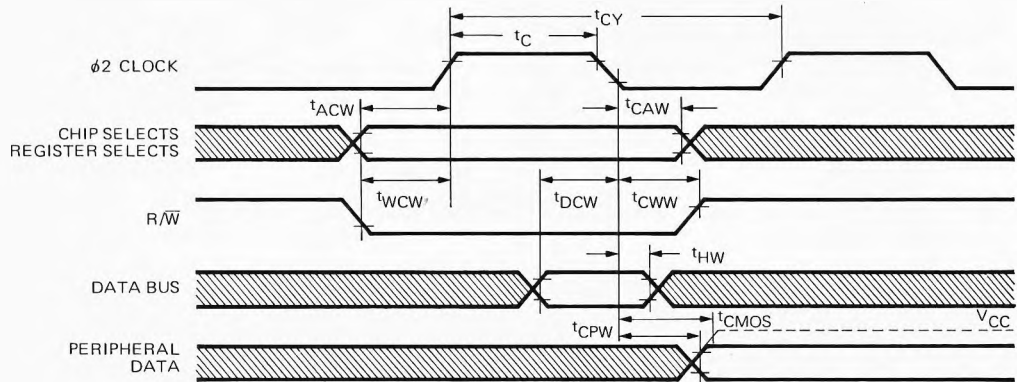 tCY
tC
ϕ2 CLOCK
tACW
tCAW
CHIP SELECTS
REGISTER SELECTS
tWCW
tDCW
tCWW
R/W̅
tHW
DATA BUS
tCMOS
VCC
tCPW
PERIPHERAL
DATA